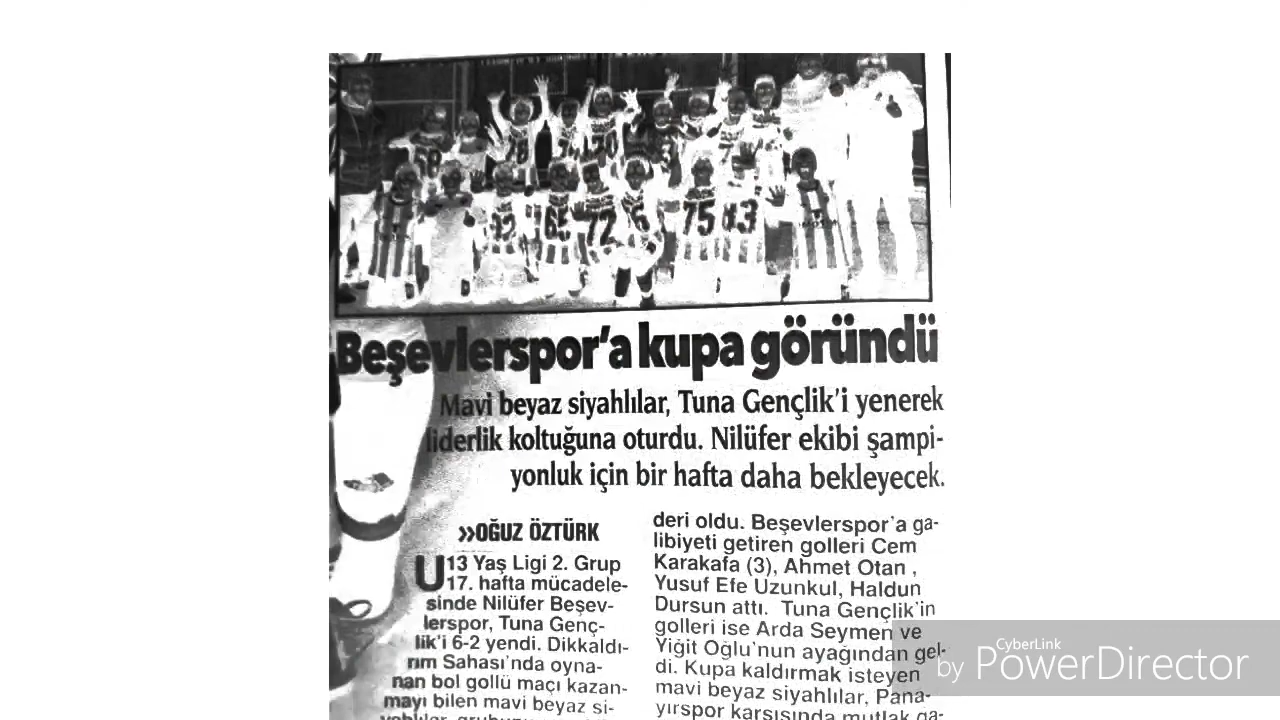 75
Beşevlerspor'a kupa göründü
Mavi beyaz siyahlılar, Tuna Gençlik'i yenerek
liderlik koltuğuna oturdu. Nilüfer ekibi şampi-
yonluk için bir hafta daha bekleyecek.
»OĞUZ ÖZTÜRK
U13 Yaş Ligi 2. Grup
17. hafta mücadele-
sinde Nilüfer Beşev-
lerspor, Tuna Genç-
lik'i 6-2 yendi. Dikkaldı-
rım Sahası'nda oyna-
nan bol gollü maçı kazan-
mayı bilen mavi beyaz si-
deri oldu. Beşevlerspor'a ga-
libiyeti getiren golleri Cem
Karakafa (3), Ahmet Otan ,
Yusuf Efe Uzunkul, Haldun
Dursun attı. Tuna Gençlik'in
golleri ise Arda Seymen ve
Yiğit Oğlu'nun ayağından gel-
di. Kupa kaldırmak isteyen
mavi beyaz siyahlılar, Pana-
yırspor karşısında mutlak ga-
by CyberLink PowerDirector